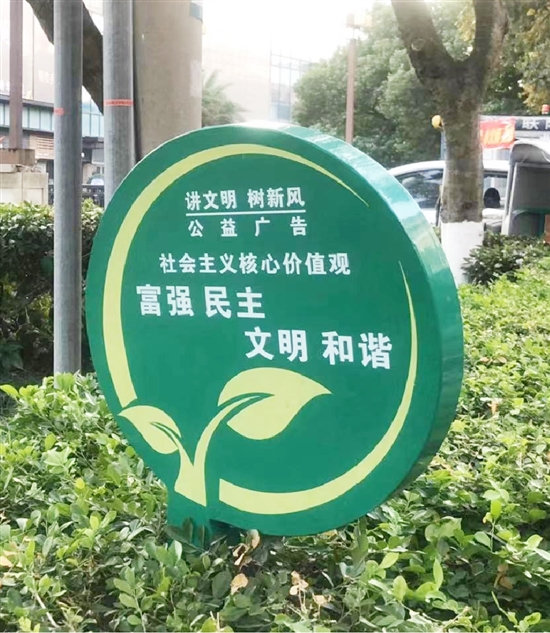 讲文明 树新风
公益广告
社会主义核心价值观
富强 民主
文明 和谐